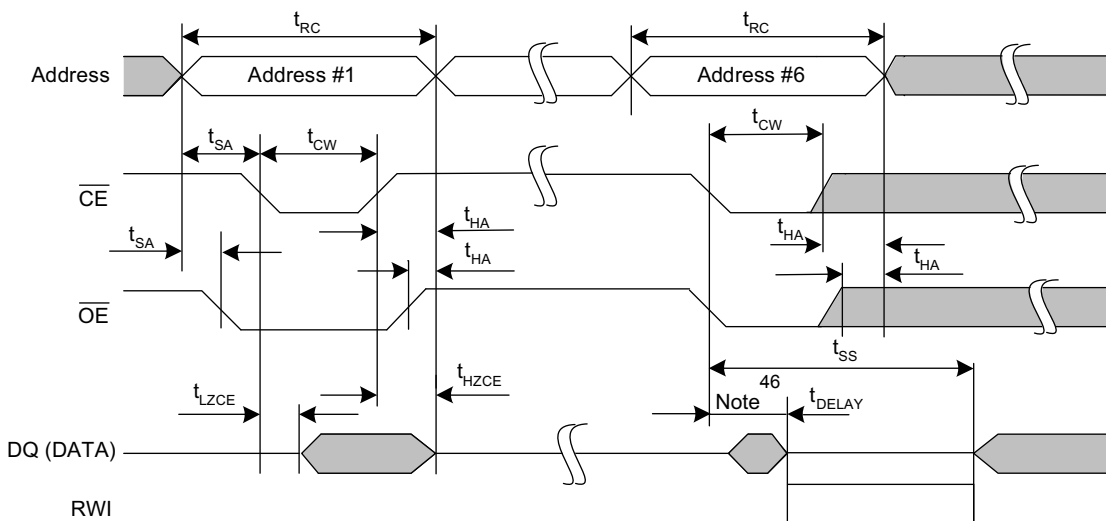 tRC
tRC
Address
Address #1
Address #6
tCW
tSA
tCW
CE
tSA
tHA
tHA
tHA
tHA
OE
tSS
tLZCE
tHZCE
46
Note
tDELAY
DQ (DATA)
RWI